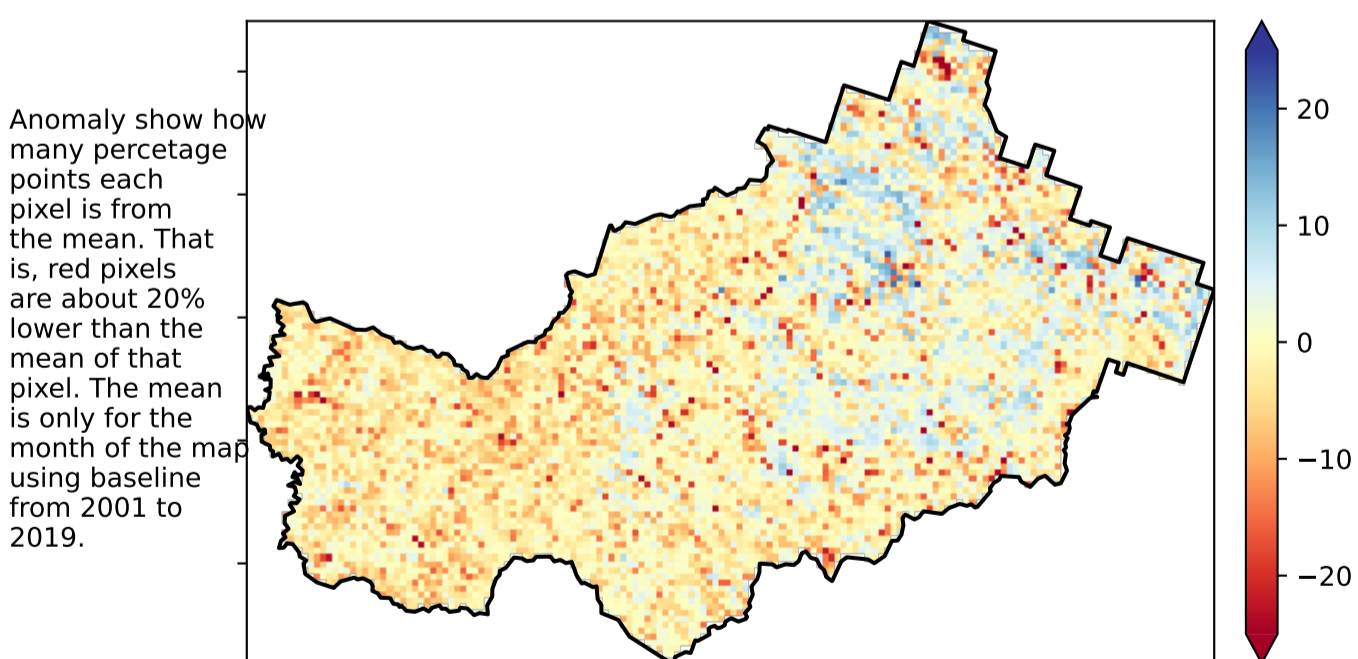 Anomaly show how
many percetage
points each
pixel is from
the mean. That
is, red pixels
are about 20%
lower than the
mean of that
pixel. The mean
is only for the
month of the map
using baseline
from 2001 to
2019.
20
10
0
−10
−20